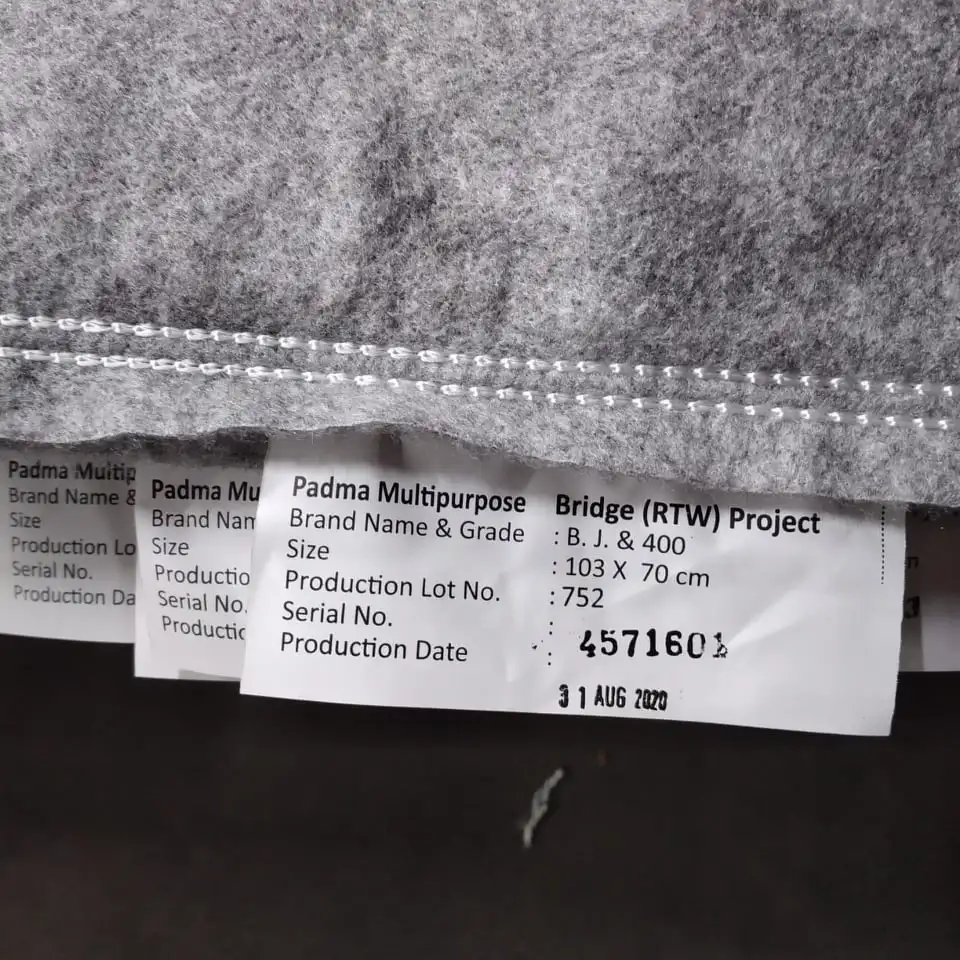 Padma Multipurpose Bridge (RTW) Project
Brand Name & Grade : B. J. & 400
Size : 103 X 70 cm
Production Lot No. : 752
Serial No. :
Production Date : 31 AUG 2020
Padma Mu
Brand Nam
Size
Productio
Serial No.
Productic
Padma Multip
Brand Name &
Size
Production Lo
Serial No.
Production Da